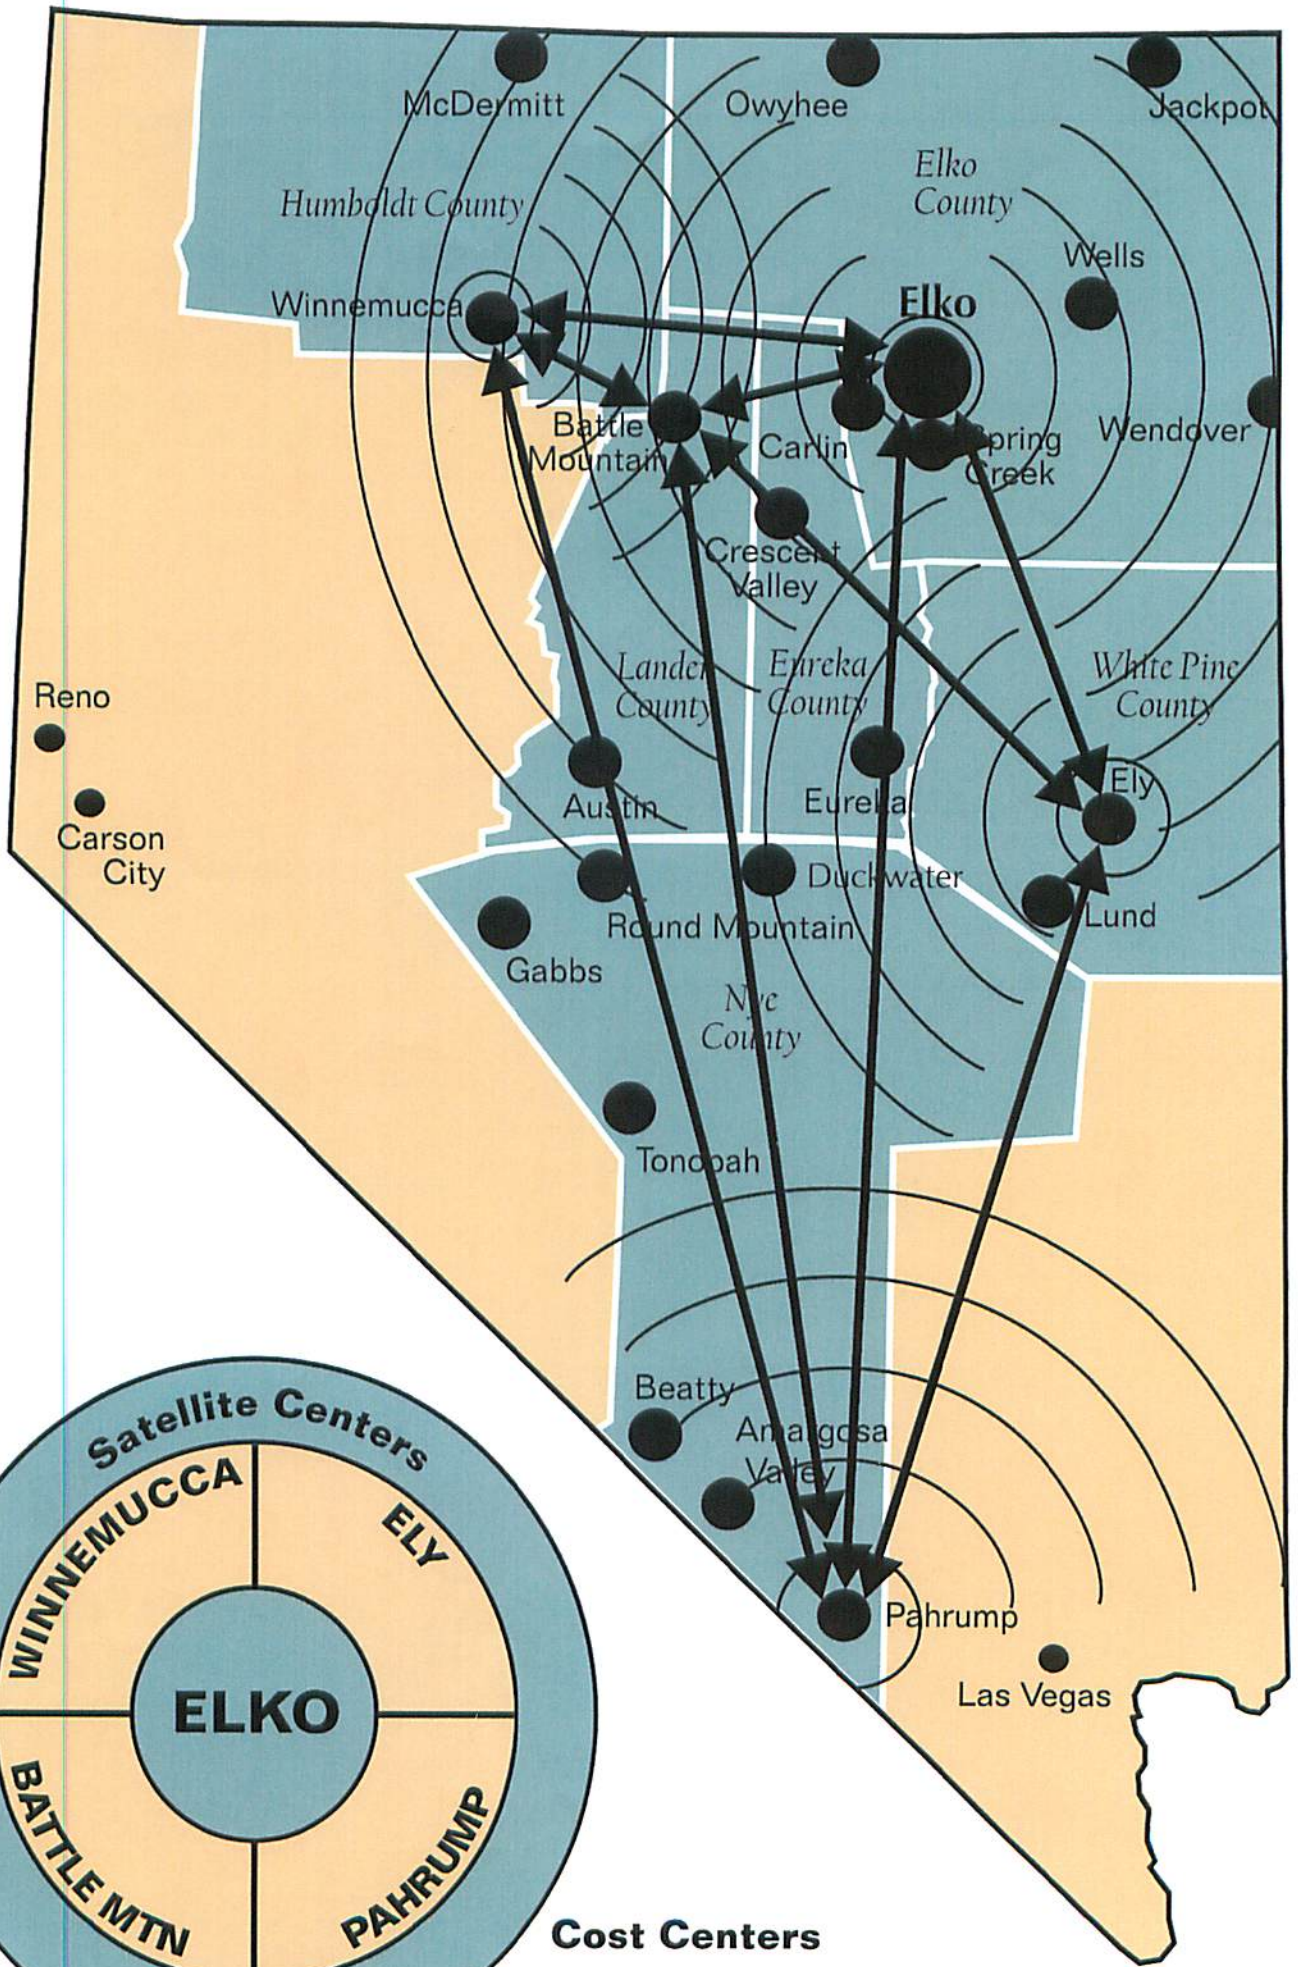 McDermitt
Owyhee
Jackpot
Elko
County
Humboldt County
Wells
Winnemucca
Elko
Battle
Mountain
Carlin
Spring
Creek
Wendover
Crescent
Valley
Lander
County
Eureka
County
White Pine
County
Reno
Carson
City
Austin
Eureka
Ely
Duckwater
Lund
Round Mountain
Gabbs
Nye
County
Tonopah
Beatty
Amargosa
Valley
Pahrump
Las Vegas
Satellite Centers
WINNEMUCCA
ELY
ELKO
BATTLE MTN
PAHRUMP
Cost Centers